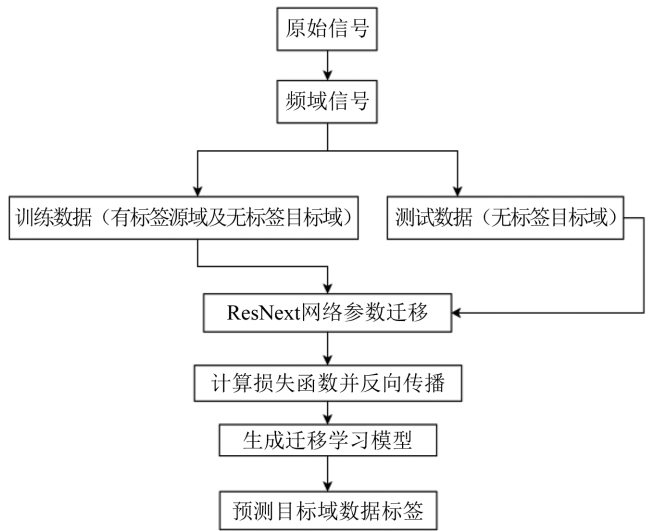 原始信号
频域信号
训练数据（有标签源域及无标签目标域）
测试数据（无标签目标域）
ResNext网络参数迁移
计算损失函数并反向传播
生成迁移学习模型
预测目标域数据标签